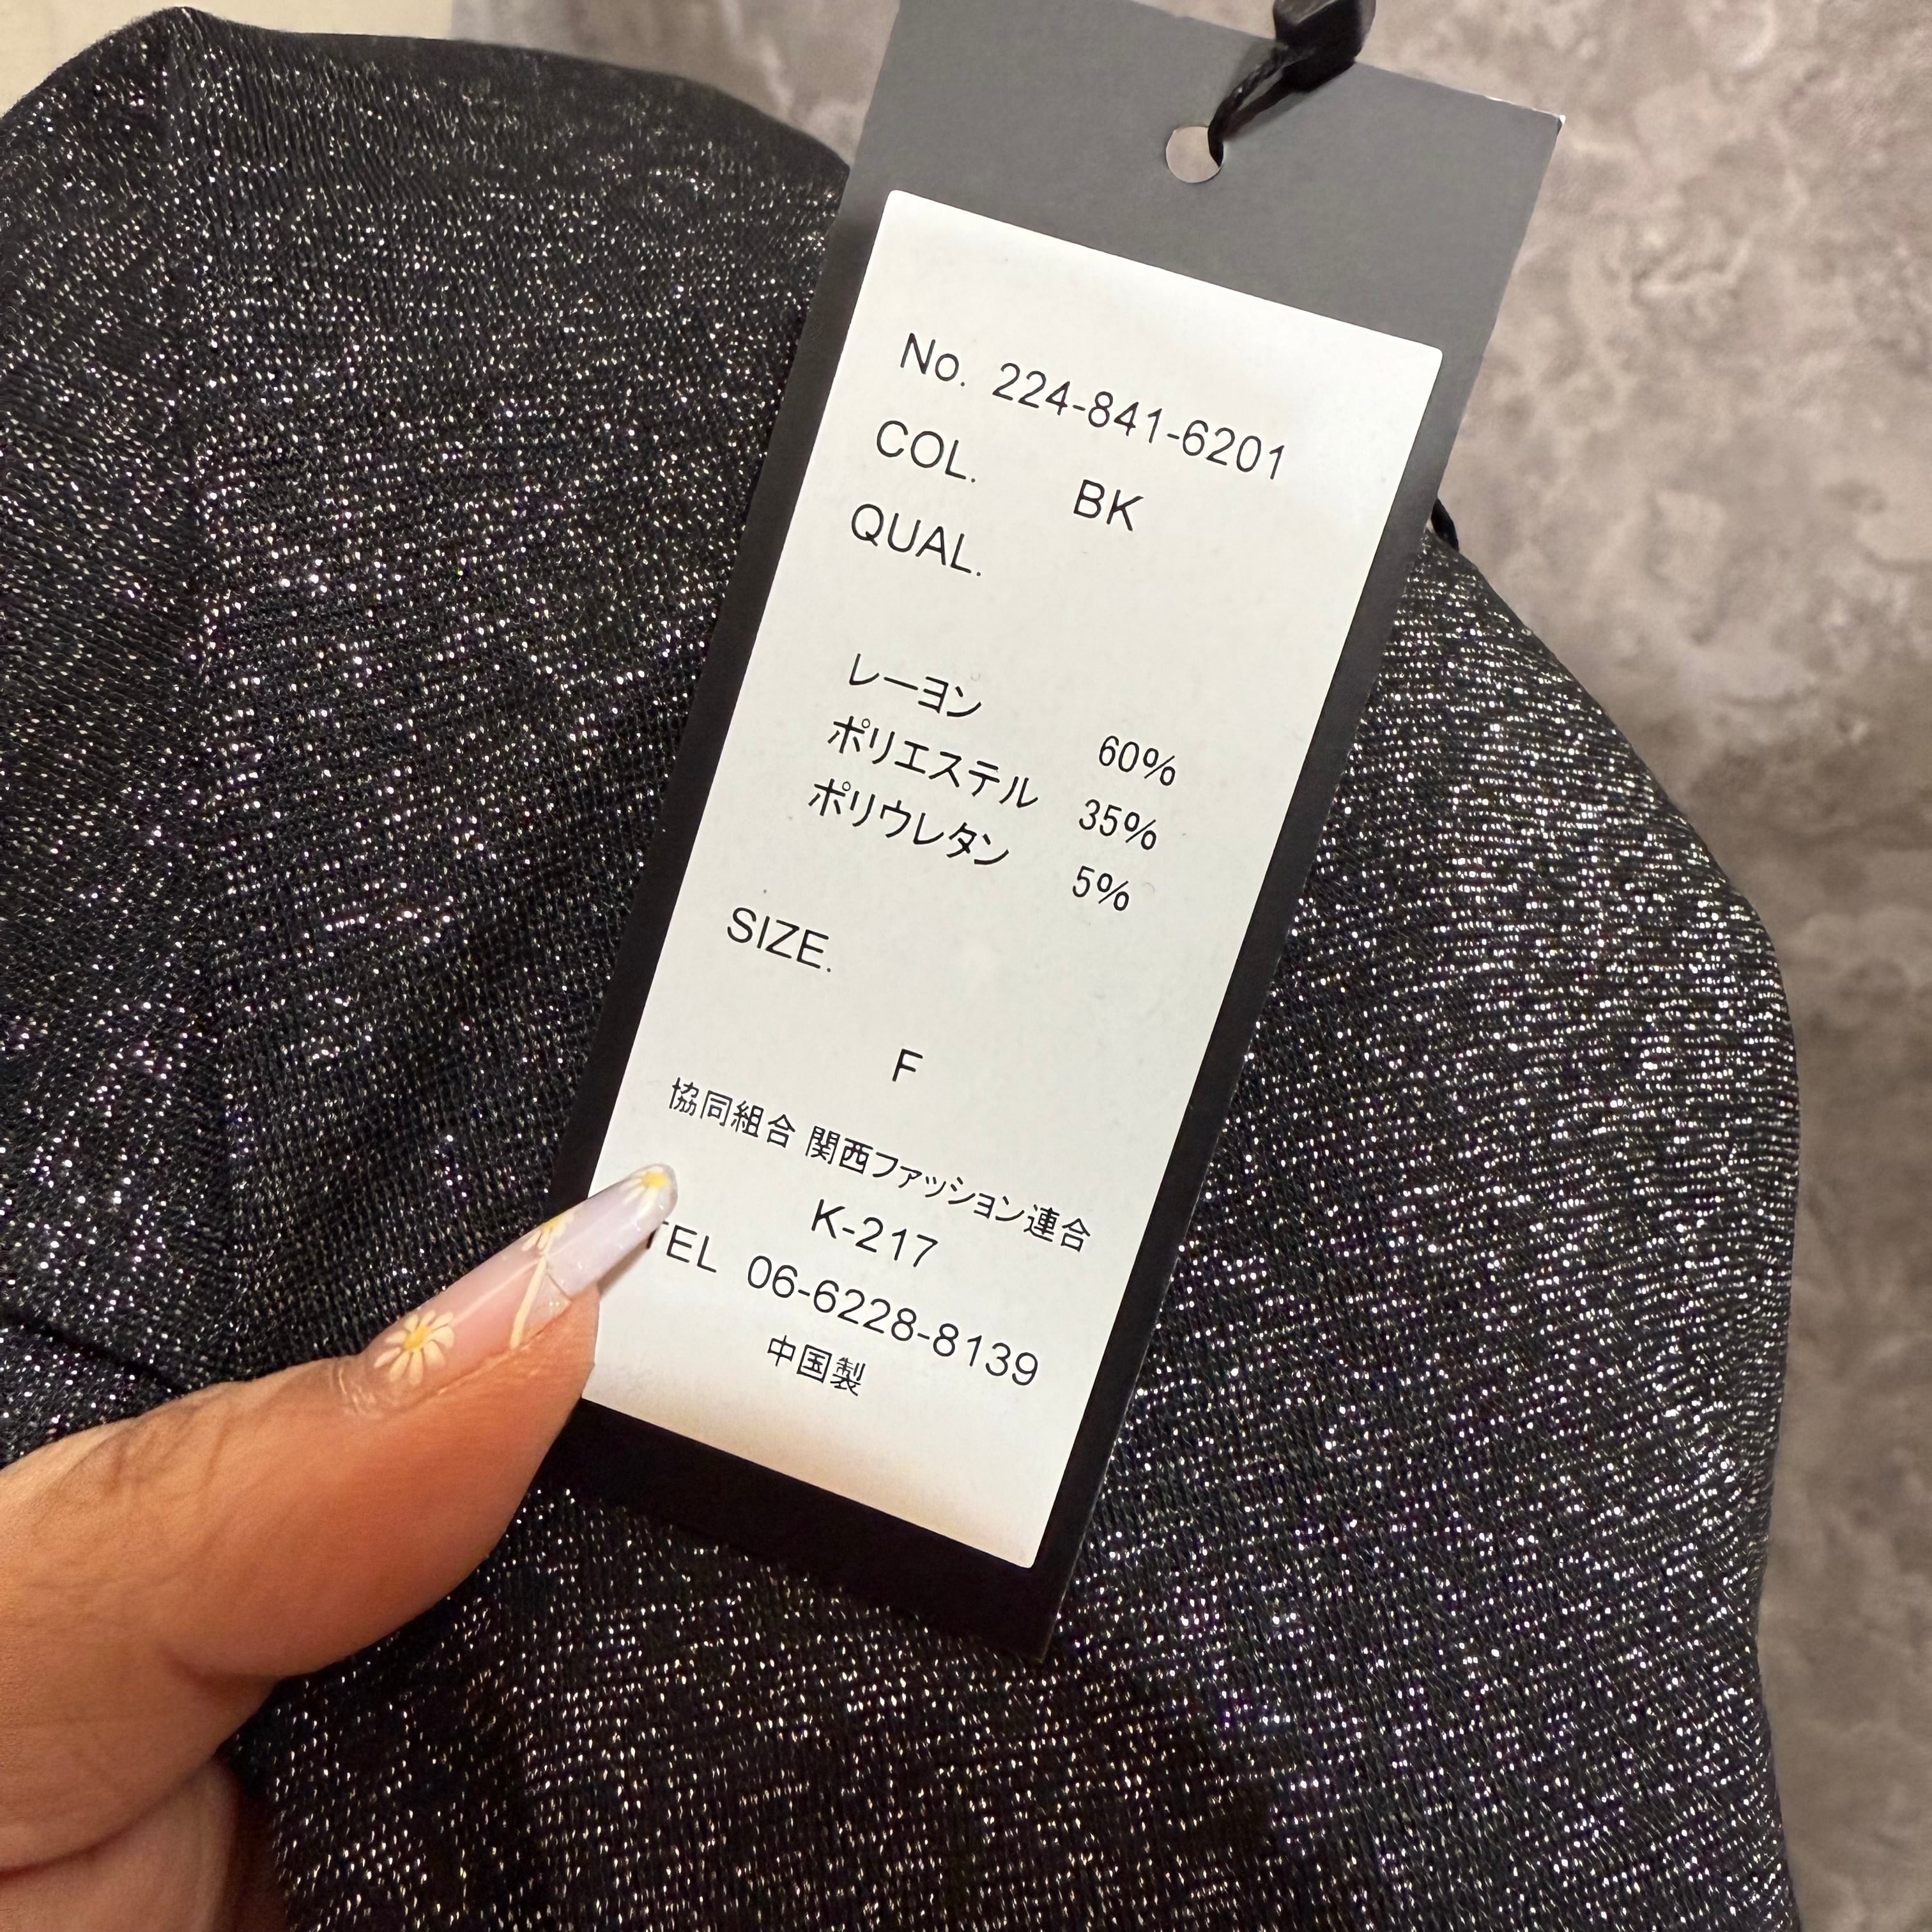 No. 224-841-6201
COL. BK
QUAL.
レーヨン 60%
ポリエステル 35%
ポリウレタン 5%
SIZE.
F
協同組合 関西ファッション連合
K-217
TEL 06-6228-8139
中国製